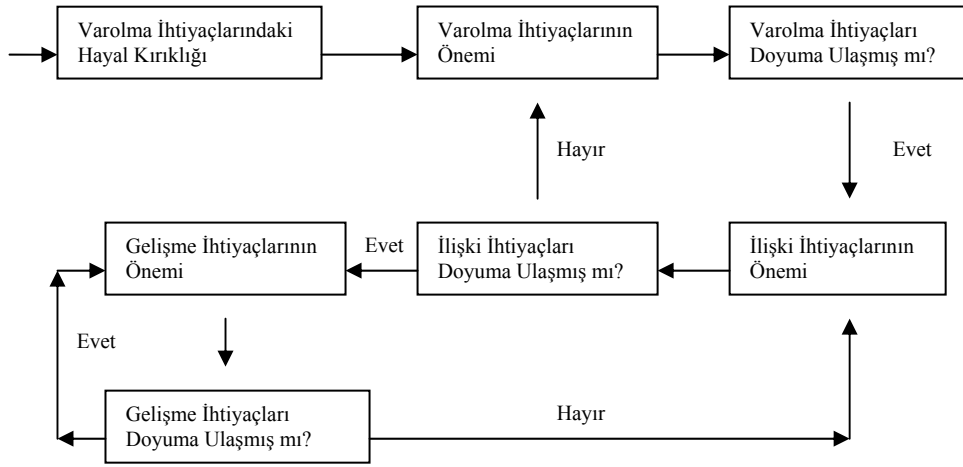 Varolma İhtiyaçlarındaki
Hayal Kırıklığı
Varolma İhtiyaçlarının
Önemi
Varolma İhtiyaçları
Doyuma Ulaşmış mı?
Hayır
Evet
Gelişme İhtiyaçlarının
Önemi
Evet
İlişki İhtiyaçları
Doyuma Ulaşmış mı?
İlişki İhtiyaçlarının
Önemi
Evet
Gelişme İhtiyaçları
Doyuma Ulaşmış mı?
Hayır